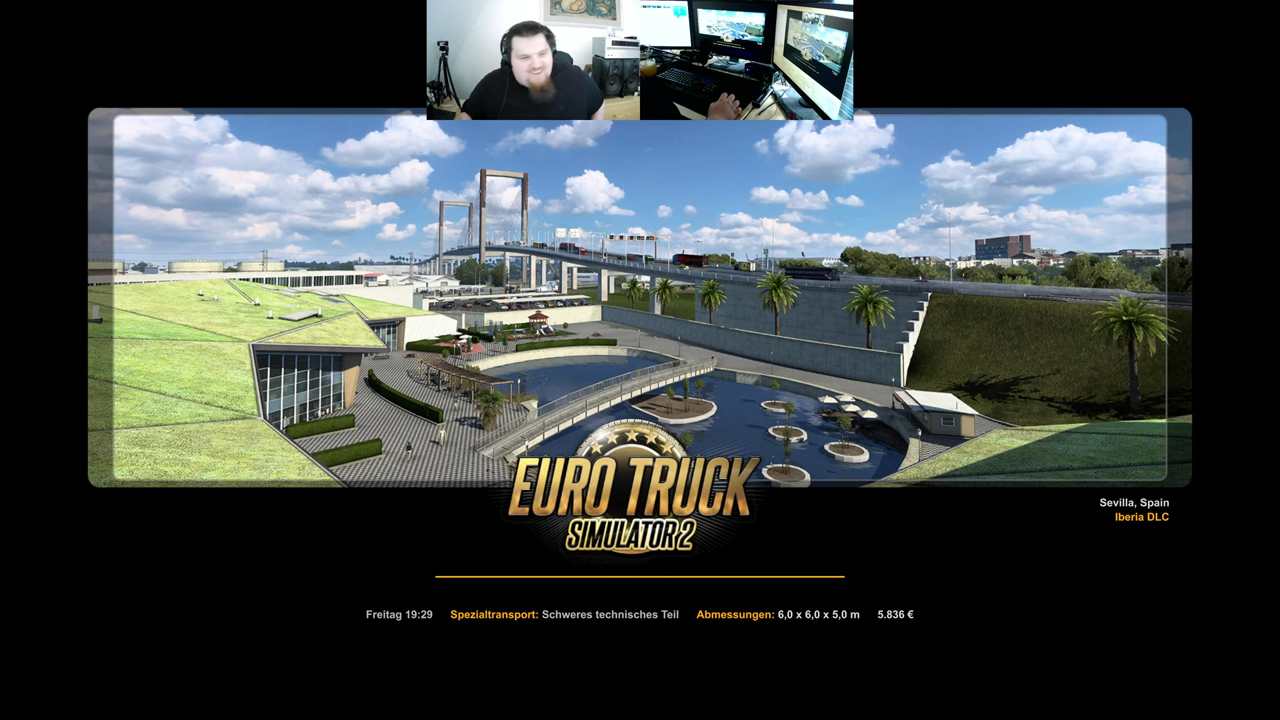 EURO TRUCK
SIMULATOR 2
Sevilla, Spain
Iberia DLC
Freitag 19:29 Spezialtransport: Schweres technisches Teil Abmessungen: 6,0 x 6,0 x 5,0 m 5.836 €